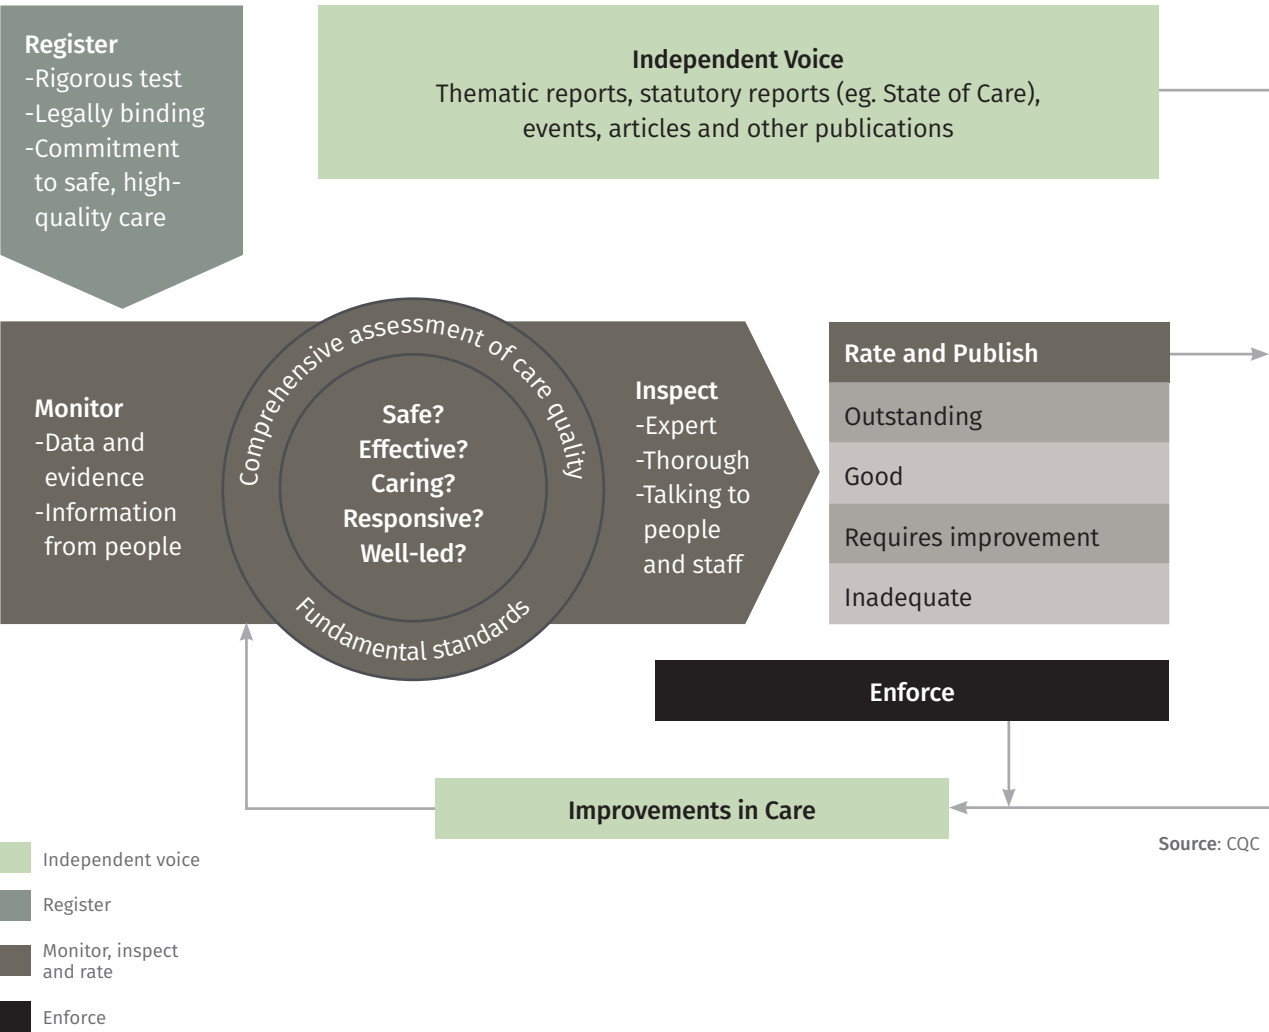 Register
-Rigorous test
-Legally binding
-Commitment
to safe, high-
quality care
Independent Voice
Thematic reports, statutory reports (eg. State of Care),
events, articles and other publications
Monitor
-Data and
evidence
-Information
from people
Comprehensive assessment of care quality
Safe?
Effective?
Caring?
Responsive?
Well-led?
Fundamental standards
Inspect
-Expert
-Thorough
-Talking to
people
and staff
Rate and Publish
Outstanding
Good
Requires improvement
Inadequate
Enforce
Improvements in Care
Source: CQC
Independent voice
Register
Monitor, inspect
and rate
Enforce